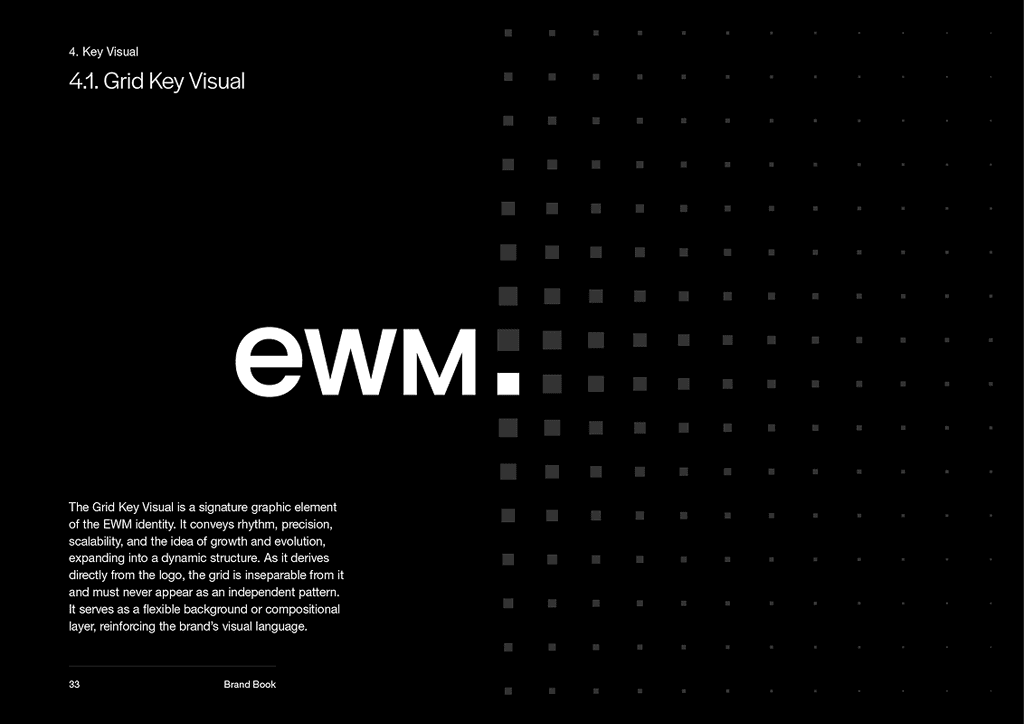 4. Key Visual
4.1. Grid Key Visual
ewm.
The Grid Key Visual is a signature graphic element
of the EWM identity. It conveys rhythm, precision,
scalability, and the idea of growth and evolution,
expanding into a dynamic structure. As it derives
directly from the logo, the grid is inseparable from it
and must never appear as an independent pattern.
It serves as a flexible background or compositional
layer, reinforcing the brand’s visual language.
33
Brand Book